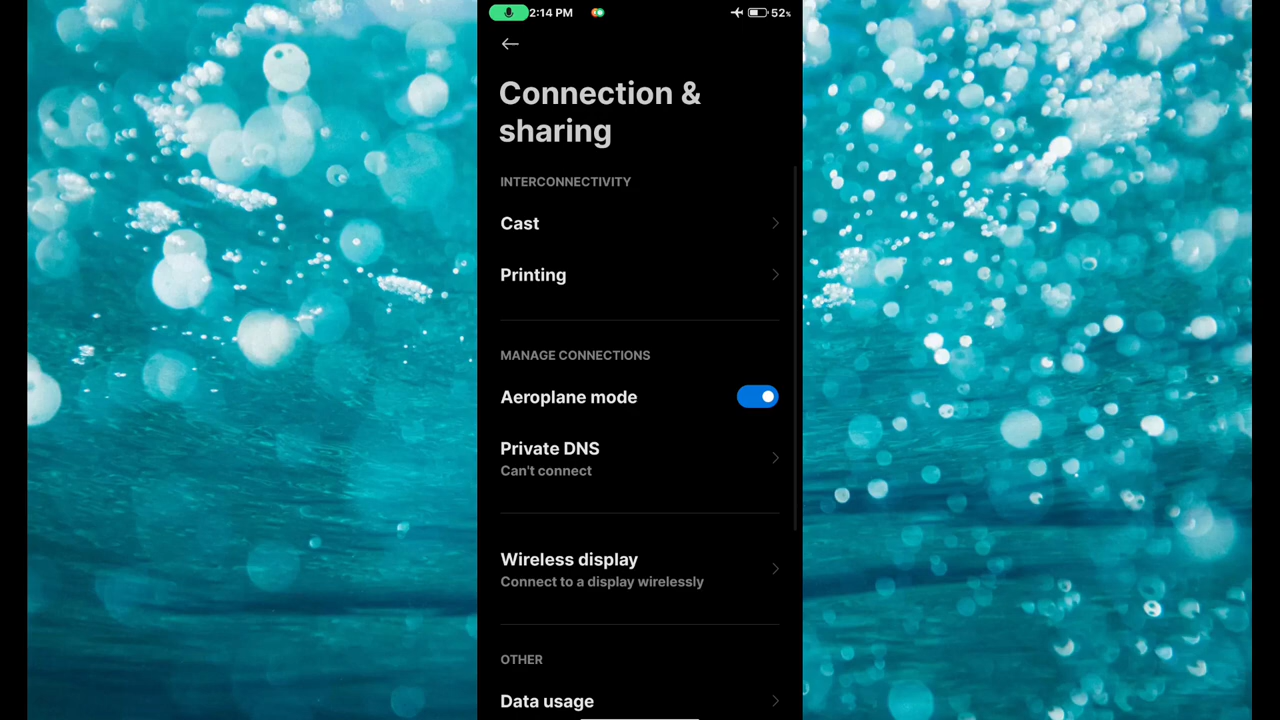 2:14 PM 52%
Connection &
sharing
INTERCONNECTIVITY
Cast
Printing
MANAGE CONNECTIONS
Aeroplane mode
Private DNS
Can't connect
Wireless display
Connect to a display wirelessly
OTHER
Data usage